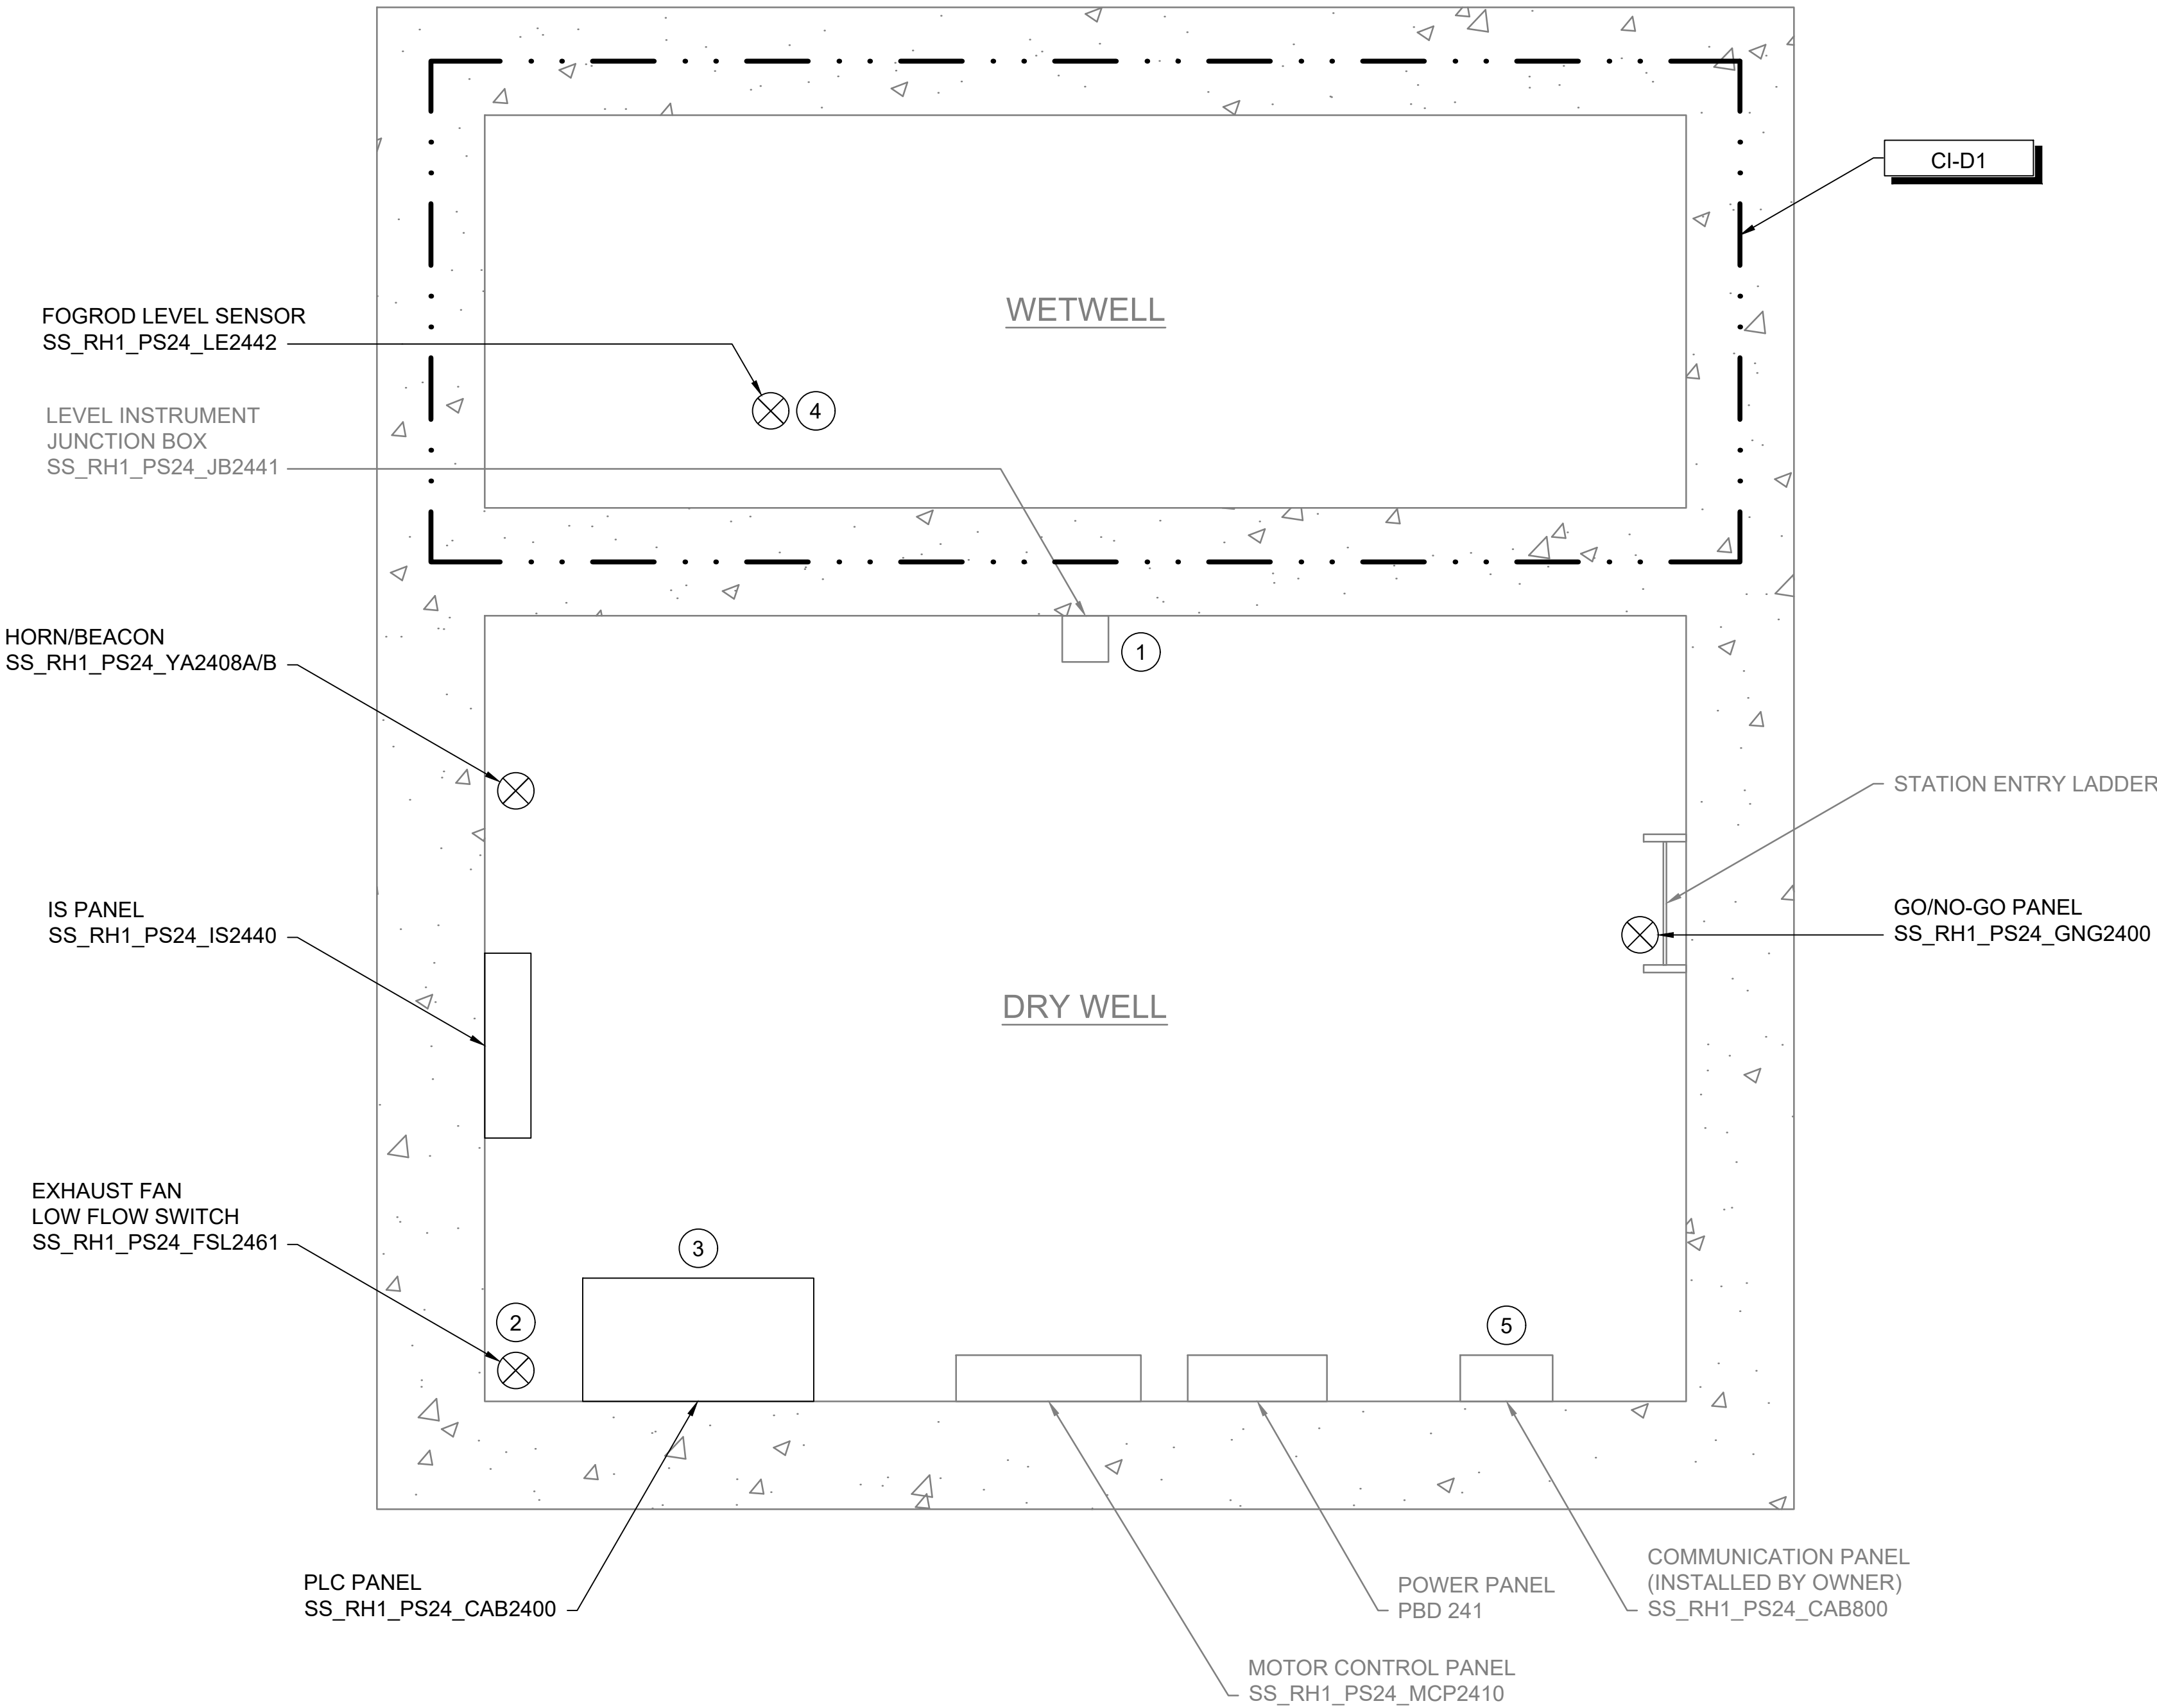 CI-D1
FOGROD LEVEL SENSOR
SS_RH1_PS24_LE2442
WETWELL
4
LEVEL INSTRUMENT
JUNCTION BOX
SS_RH1_PS24_JB2441
HORN/BEACON
SS_RH1_PS24_YA2408A/B
1
STATION ENTRY LADDER
IS PANEL
SS_RH1_PS24_IS2440
GO/NO-GO PANEL
SS_RH1_PS24_GNG2400
DRY WELL
EXHAUST FAN
LOW FLOW SWITCH
SS_RH1_PS24_FSL2461
3
2
5
PLC PANEL
SS_RH1_PS24_CAB2400
POWER PANEL
PBD 241
COMMUNICATION PANEL
(INSTALLED BY OWNER)
SS_RH1_PS24_CAB800
MOTOR CONTROL PANEL
SS_RH1_PS24_MCP2410